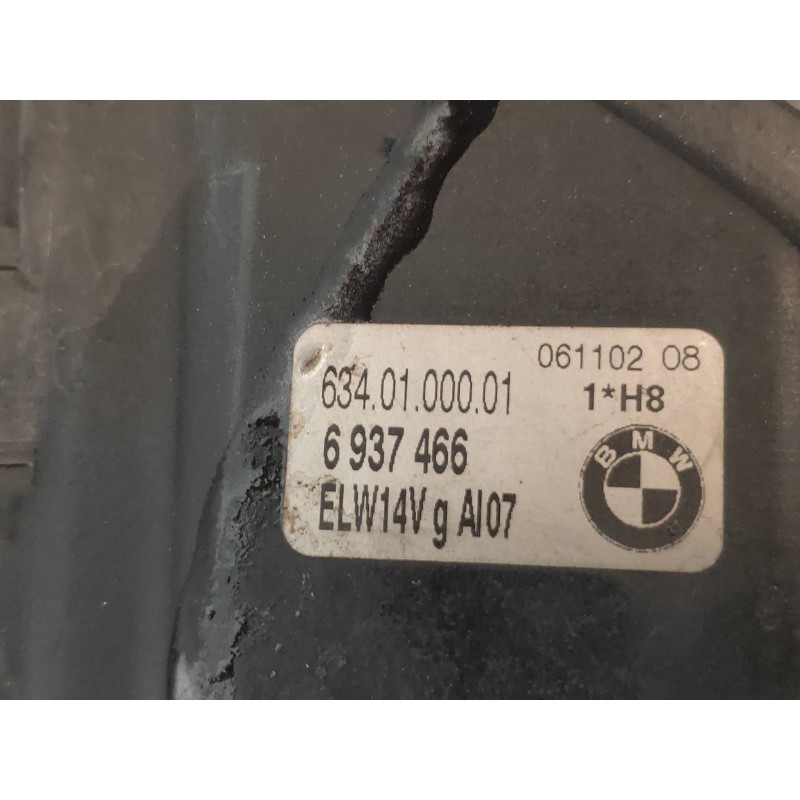 061102 08
634.01.000.01 1*H8
6 937 466
BMW
ELW14V g AI07